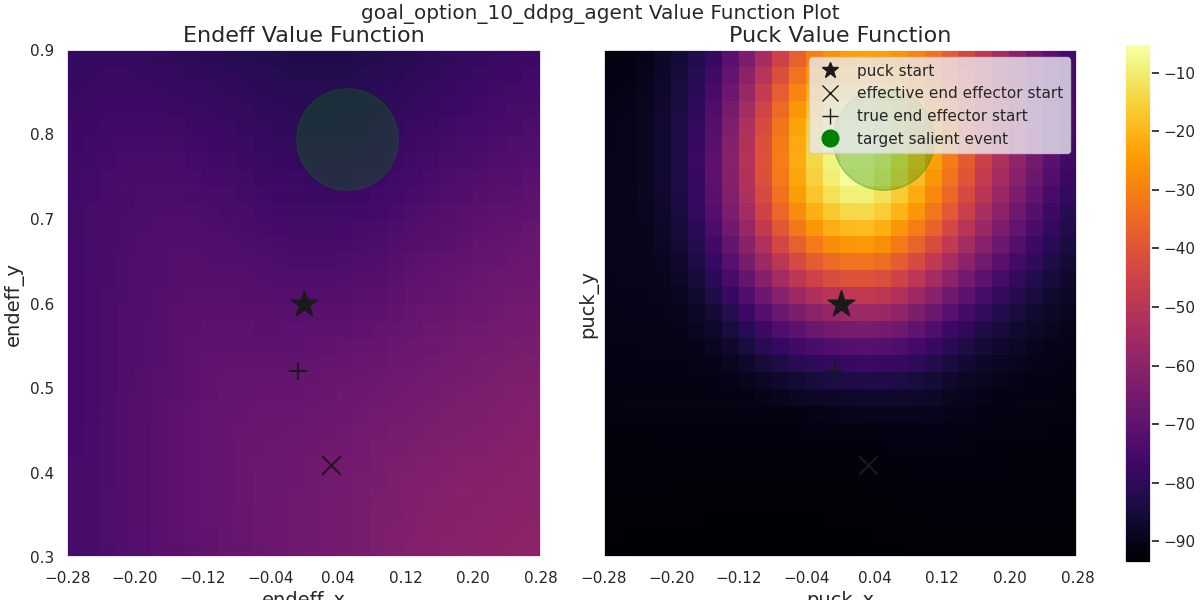 goal_option_10_ddpg_agent Value Function Plot
Endeff Value Function
Puck Value Function
puck start
effective end effector start
true end effector start
target salient event
endeff_y
0.9
0.8
0.7
0.6
0.5
0.4
0.3
−0.28 −0.20 −0.12 −0.04 0.04 0.12 0.20 0.28
endeff_x
puck_y
−0.28 −0.20 −0.12 −0.04 0.04 0.12 0.20 0.28
puck_x
−10
−20
−30
−40
−50
−60
−70
−80
−90